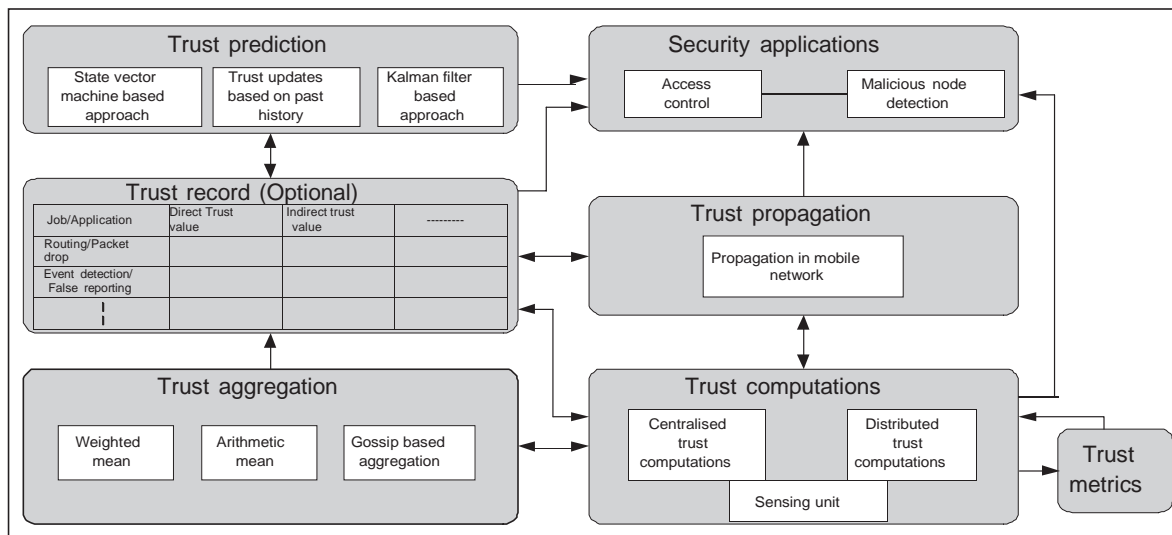 Trust prediction
State vector
machine based
approach
Trust updates
based on past
history
Kalman filter
based
approach
Security applications
Access
control
Malicious node
detection
Trust record (Optional)
Job/Application
Direct Trust
value
Indirect trust
value
---------
Routing/Packet
drop
Event detection/
False reporting
Trust propagation
Propagation in mobile
network
Trust aggregation
Weighted
mean
Arithmetic
mean
Gossip based
aggregation
Trust computations
Centralised
trust
computations
Distributed
trust
computations
Sensing unit
Trust
metrics